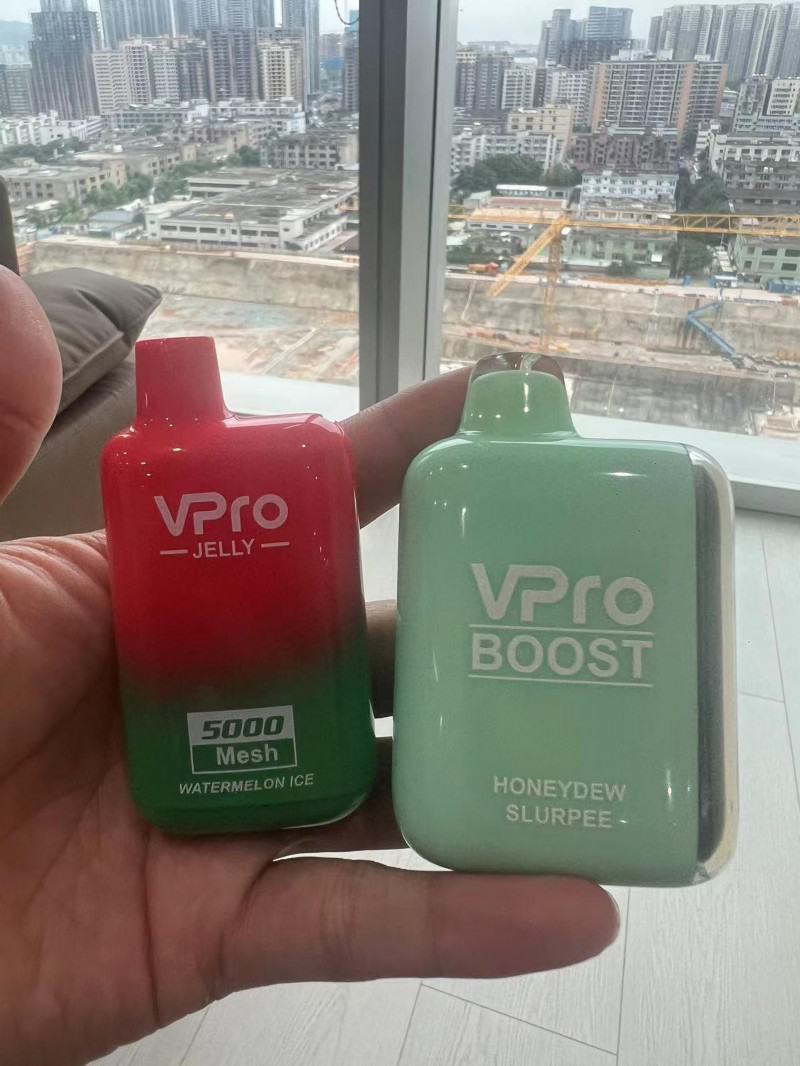 VPro
JELLY
5000
Mesh
WATERMELON ICE
VPro
BOOST
HONEYDEW
SLURPEE